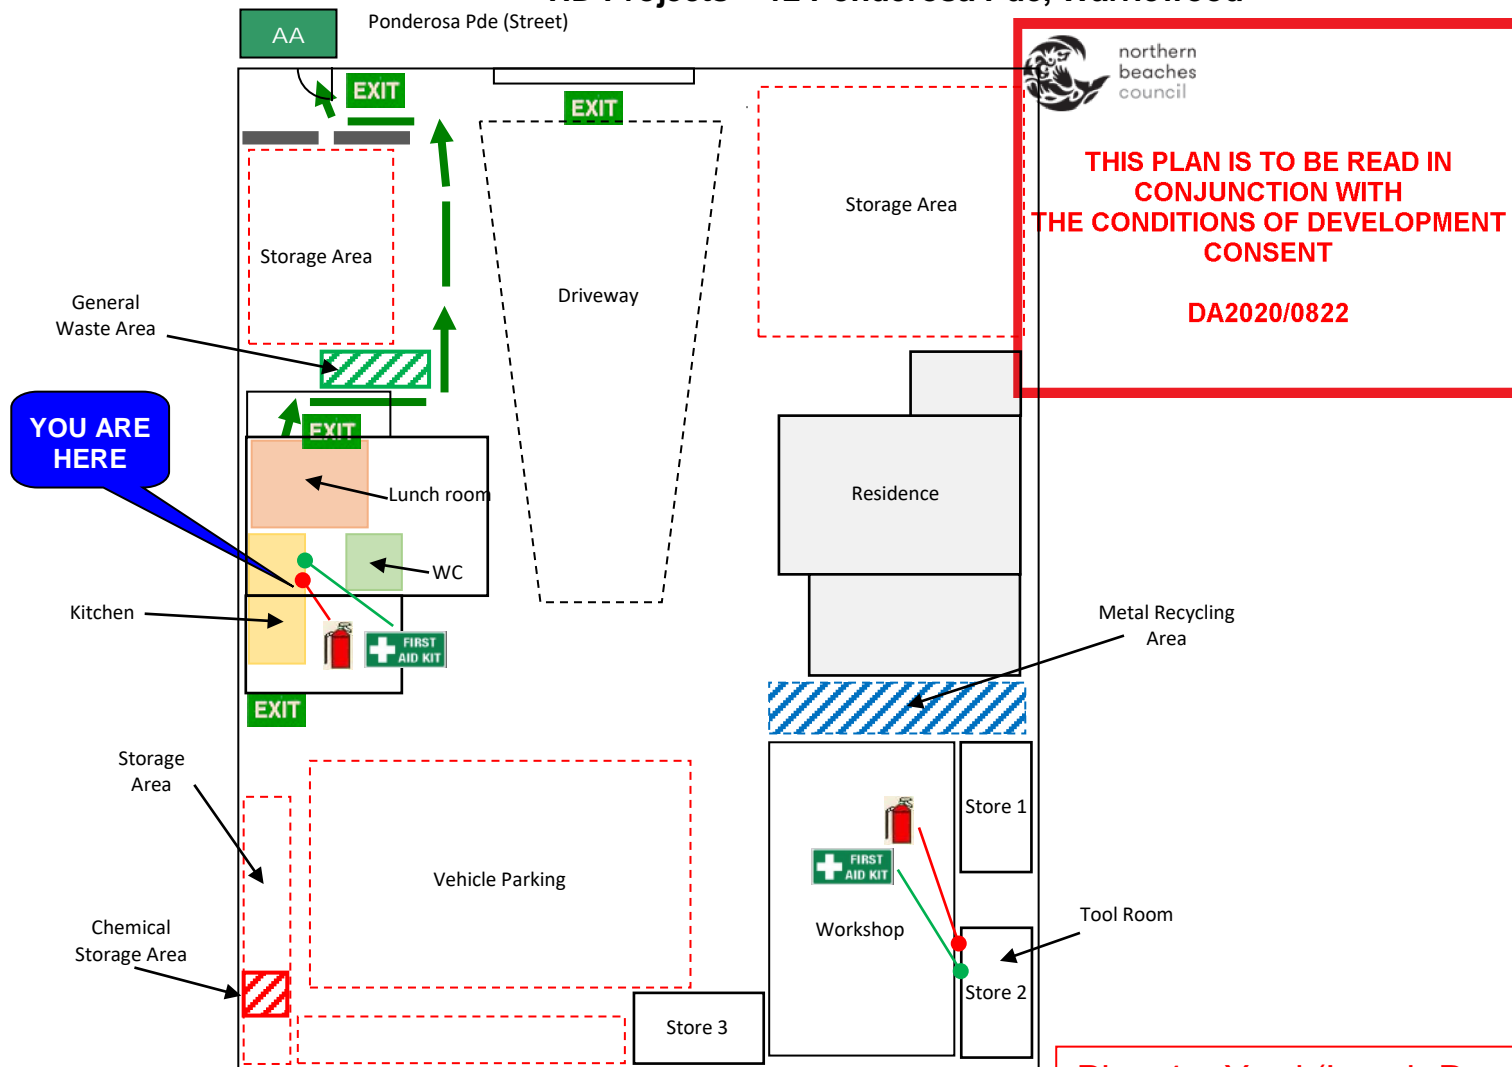 AA
Ponderosa Pde (Street)
EXIT
EXIT
northern
beaches
council
THIS PLAN IS TO BE READ IN
CONJUNCTION WITH
THE CONDITIONS OF DEVELOPMENT
CONSENT
DA2020/0822
Storage Area
Storage Area
Driveway
General
Waste Area
YOU ARE
HERE
EXIT
Lunch room
Residence
WC
Kitchen
FIRST
AID KIT
Metal Recycling
Area
EXIT
Storage
Area
Store 1
FIRST
AID KIT
Vehicle Parking
Workshop
Tool Room
Chemical
Storage Area
Store 2
Store 3